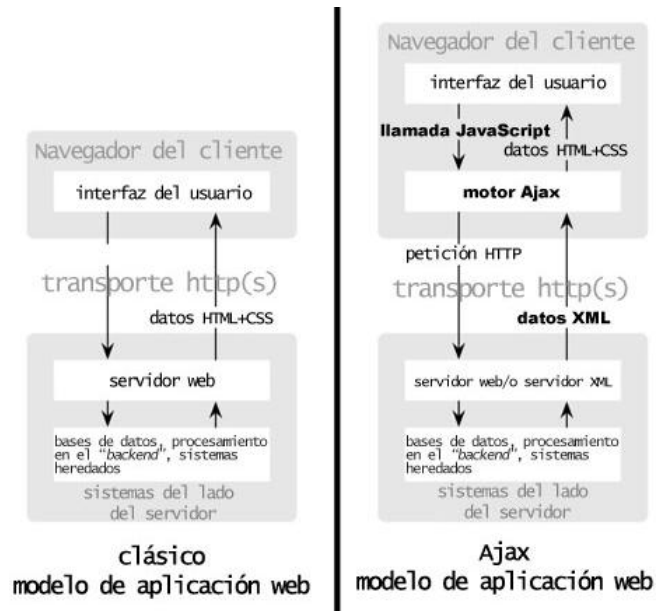 Navegador del cliente
interfaz del usuario
transporte http(s)
datos HTML+CSS
servidor web
bases de datos, procesamiento
en el "backend", sistemas
heredados
sistemas del lado
del servidor
clásico
modelo de aplicación web
Navegador del cliente
interfaz del usuario
llamada JavaScript
datos HTML+CSS
motor Ajax
petición HTTP
transporte http(s)
datos XML
servidor web/o servidor XML
bases de datos, procesamiento
en el "backend", sistemas
heredados
sistemas del lado
del servidor
Ajax
modelo de aplicación web